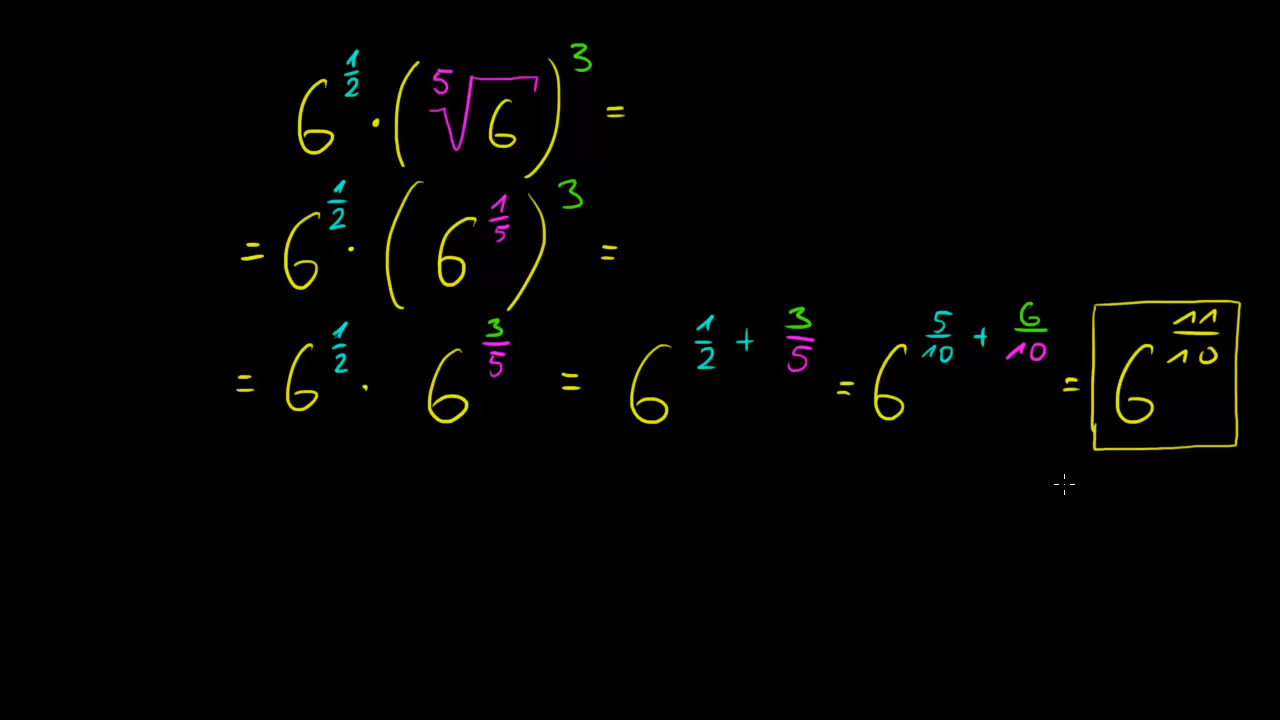 6^{1/2} · (⁵√6)^3 =
= 6^{1/2} · (6^{1/5})^3 =
= 6^{1/2} · 6^{3/5} = 6^{1/2 + 3/5} = 6^{5/10 + 6/10} = 6^{11/10}